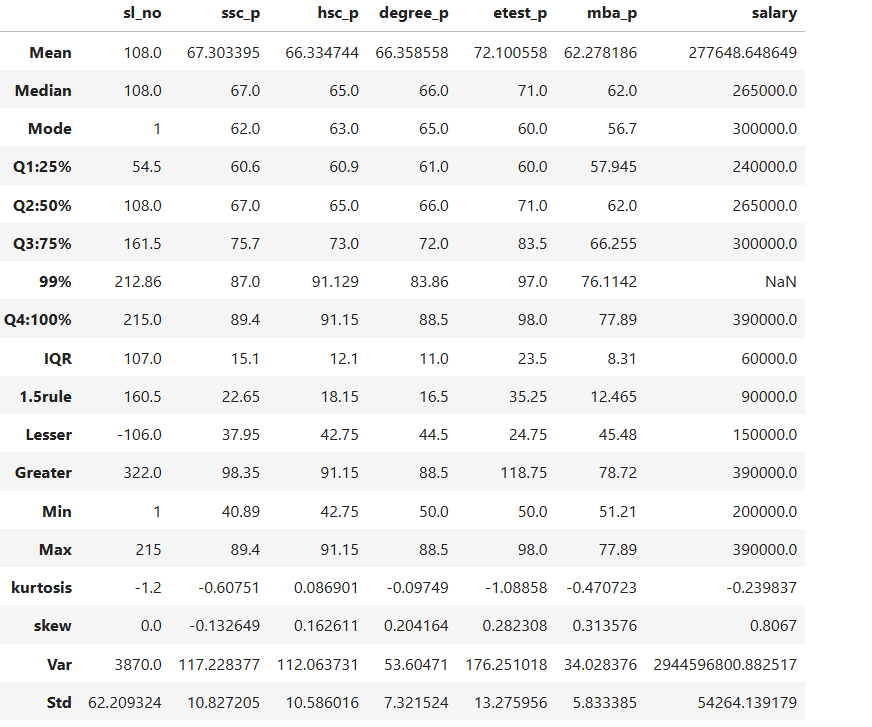 sl_no ssc_p hsc_p degree_p etest_p mba_p salary
Mean 108.0 67.303395 66.334744 66.358558 72.100558 62.278186 277648.648649
Median 108.0 67.0 65.0 66.0 71.0 62.0 265000.0
Mode 1 62.0 63.0 65.0 60.0 56.7 300000.0
Q1:25% 54.5 60.6 60.9 61.0 60.0 57.945 240000.0
Q2:50% 108.0 67.0 65.0 66.0 71.0 62.0 265000.0
Q3:75% 161.5 75.7 73.0 72.0 83.5 66.255 300000.0
99% 212.86 87.0 91.129 83.86 97.0 76.1142 NaN
Q4:100% 215.0 89.4 91.15 88.5 98.0 77.89 390000.0
IQR 107.0 15.1 12.1 11.0 23.5 8.31 60000.0
1.5rule 160.5 22.65 18.15 16.5 35.25 12.465 90000.0
Lesser -106.0 37.95 42.75 44.5 24.75 45.48 150000.0
Greater 322.0 98.35 91.15 88.5 118.75 78.72 390000.0
Min 1 40.89 42.75 50.0 50.0 51.21 200000.0
Max 215 89.4 91.15 88.5 98.0 77.89 390000.0
kurtosis -1.2 -0.60751 0.086901 -0.09749 -1.08858 -0.470723 -0.239837
skew 0.0 -0.132649 0.162611 0.204164 0.282308 0.313576 0.8067
Var 3870.0 117.228377 112.063731 53.60471 176.251018 34.028376 2944596800.882517
Std 62.209324 10.827205 10.586016 7.321524 13.275956 5.833385 54264.139179